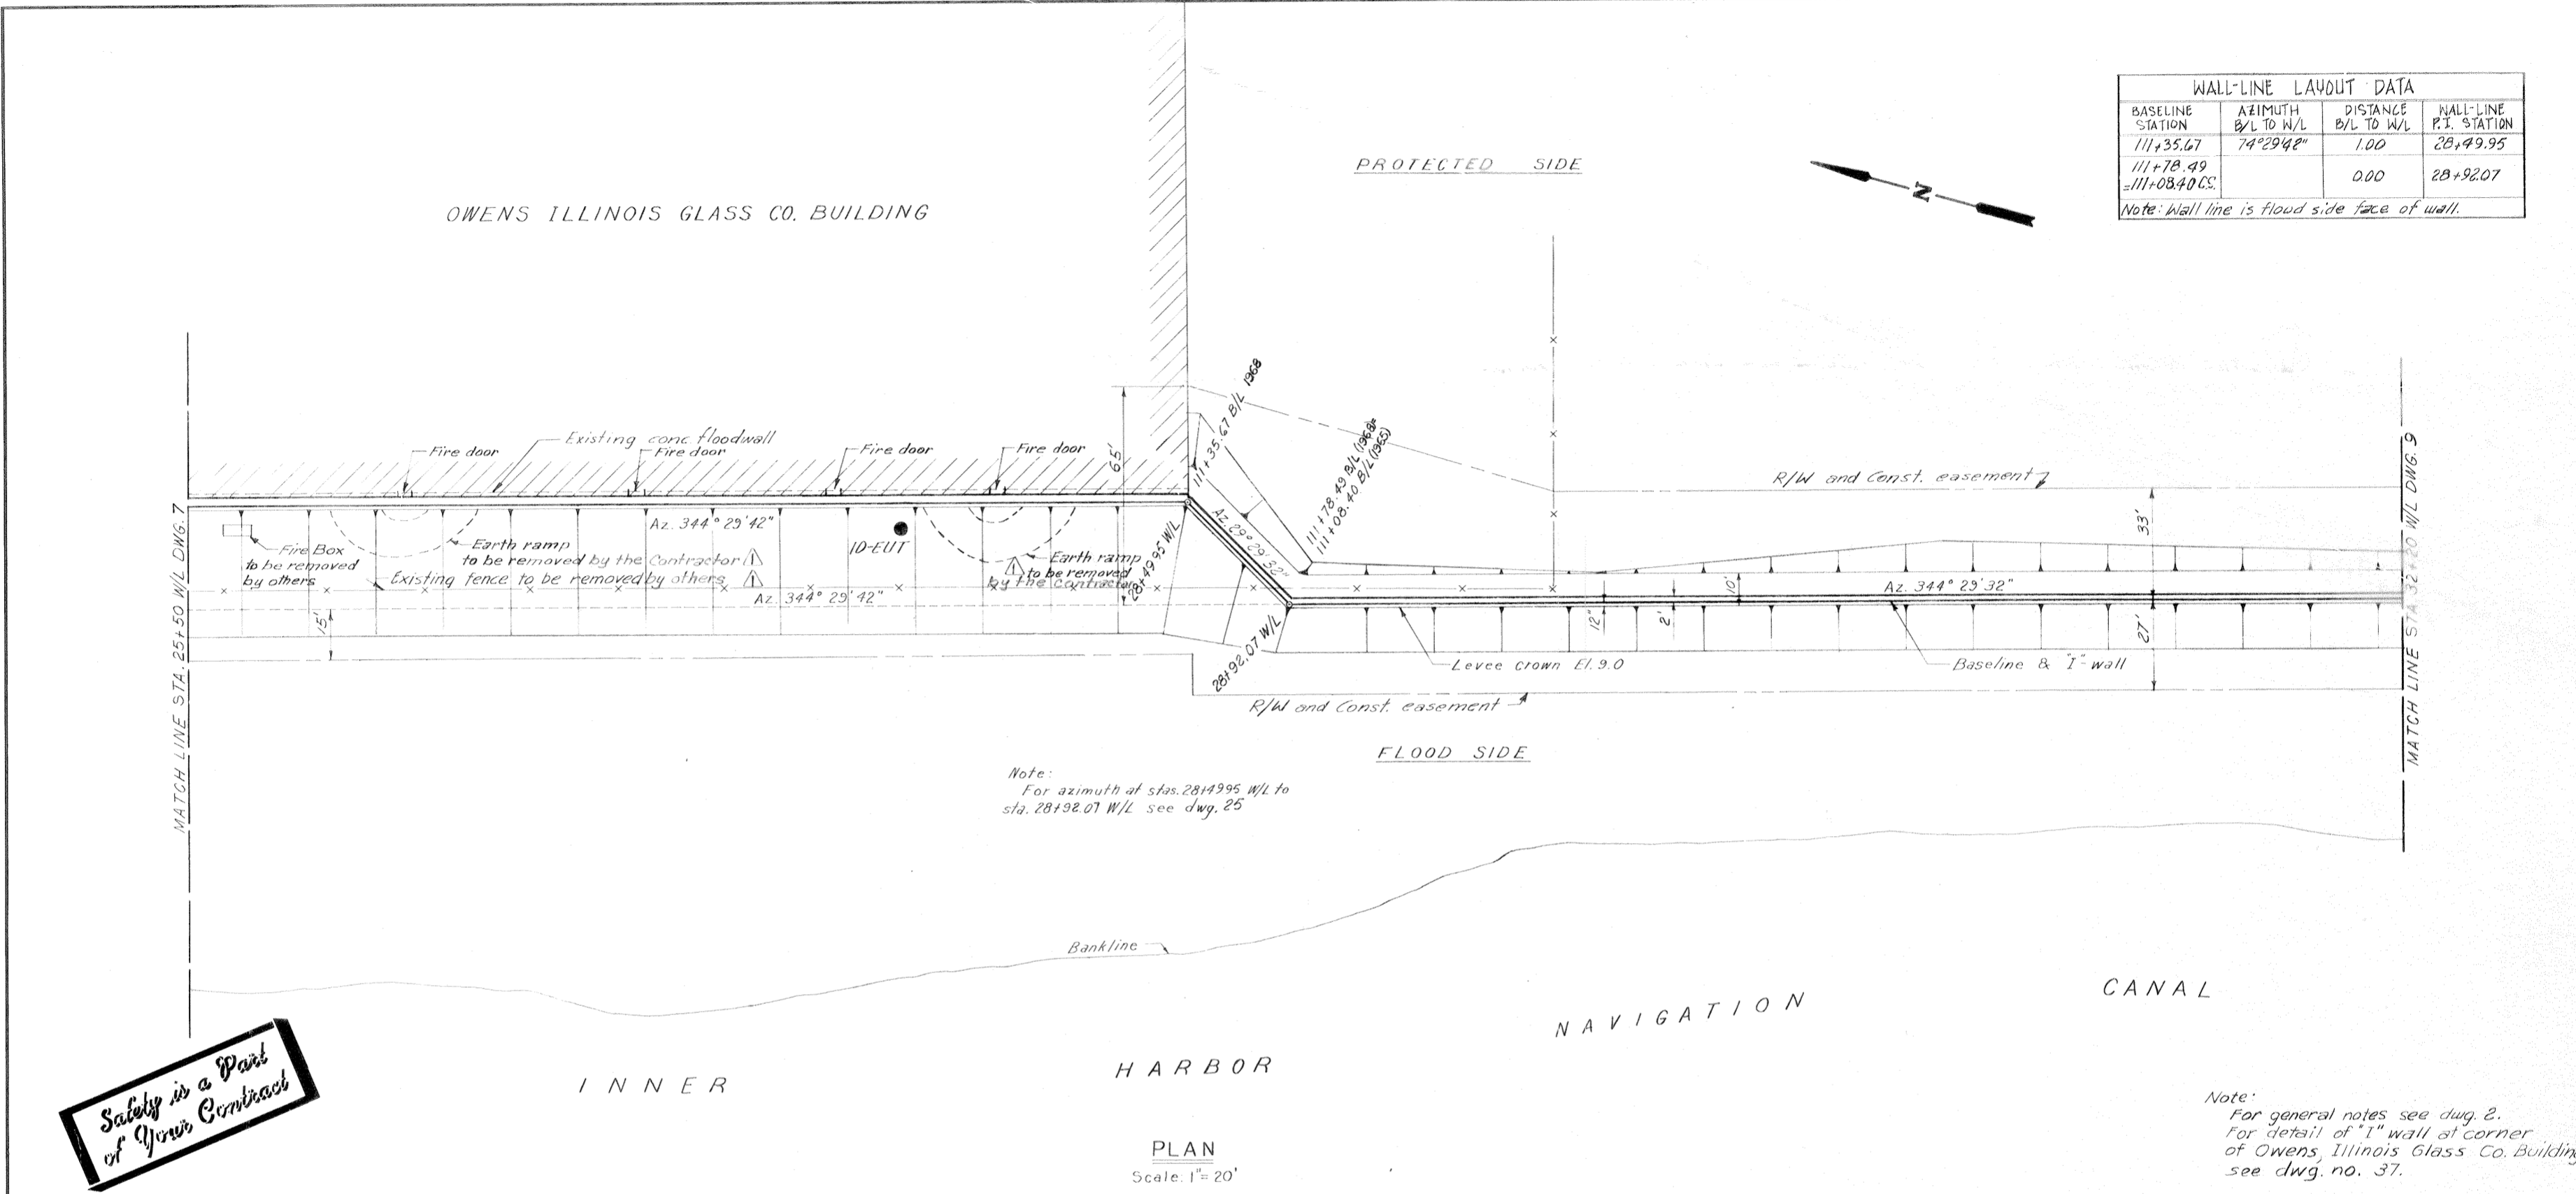 WALL-LINE LAYOUT DATA
BASELINE STATION
AZIMUTH B/L TO W/L
DISTANCE B/L TO W/L
WALL-LINE P.I. STATION
111+35.67 74°29'42" 1.00 28+49.95
111+78.49
=111+08.40 C.S. 0.00 28+92.07
Note: Wall line is flood side face of wall.
PROTECTED SIDE
N
OWENS ILLINOIS GLASS CO. BUILDING
Existing conc. floodwall
Fire door
Fire door
Fire door
Fire door
65'
111+35.67 B/L 1968
111+78.49 B/L (1968)=
111+08.40 B/L (1965)
R/W and Const. easement
33'
MATCH LINE STA. 25+50 W/L DWG. 7
MATCH LINE STA 32+20 W/L DWG. 9
Az. 344° 29' 42"
10-EUT
Fire Box
to be removed
by others
Earth ramp
to be removed by the Contractor
Existing fence to be removed by others
Az. 344° 29' 42"
Earth ramp
to be removed
by the contractor
28+49.95 W/L
Az. 29° 29' 32"
28+92.07 W/L
15'
12"
2'
10'
Az. 344° 29' 32"
27'
Levee crown El. 9.0
Baseline & "I" wall
R/W and Const. easement
FLOOD SIDE
Note:
For azimuth at stas. 28+49.95 W/L to
sta. 28+92.07 W/L see dwg. 25
Bankline
INNER HARBOR NAVIGATION CANAL
Safety is a Part
of Your Contract
PLAN
Scale: 1"= 20'
Note:
For general notes see dwg. 2.
For detail of "I" wall at corner
of Owens, Illinois Glass Co. Building
see dwg. no. 37.